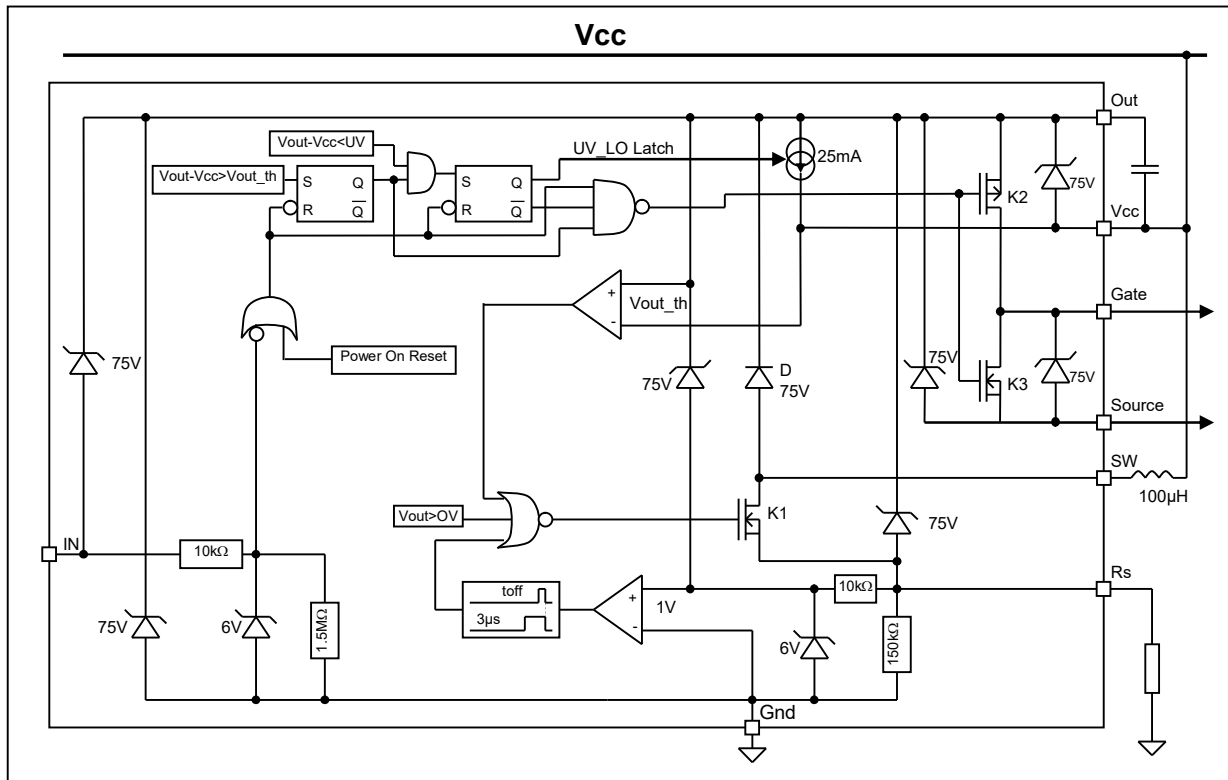 Vcc
Out
Vout-Vcc<UV
UV_LO Latch
25mA
Vout-Vcc>Vout_th
S
Q
R
Q
S
Q
R
Q
K2
75V
Vcc
+
Vout_th
-
Gate
Power On Reset
75V
75V
D
75V
75V
K3
75V
Source
SW
100µH
Vout>OV
K1
75V
IN
10kΩ
Rs
toff
3µs
+
1V
-
10kΩ
75V
6V
1.5MΩ
6V
150kΩ
Gnd